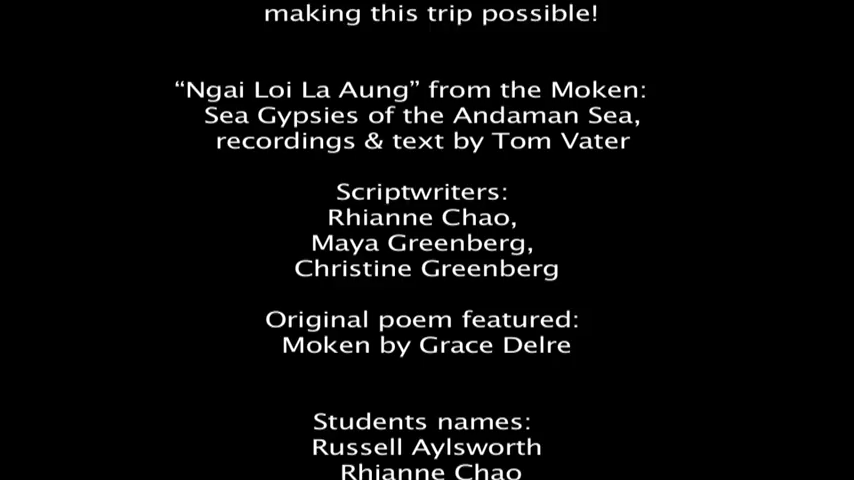 making this trip possible!
“Ngai Loi La Aung” from the Moken:
Sea Gypsies of the Andaman Sea,
recordings & text by Tom Vater
Scriptwriters:
Rhianne Chao,
Maya Greenberg,
Christine Greenberg
Original poem featured:
Moken by Grace Delre
Students names:
Russell Aylsworth
Rhianne Chao